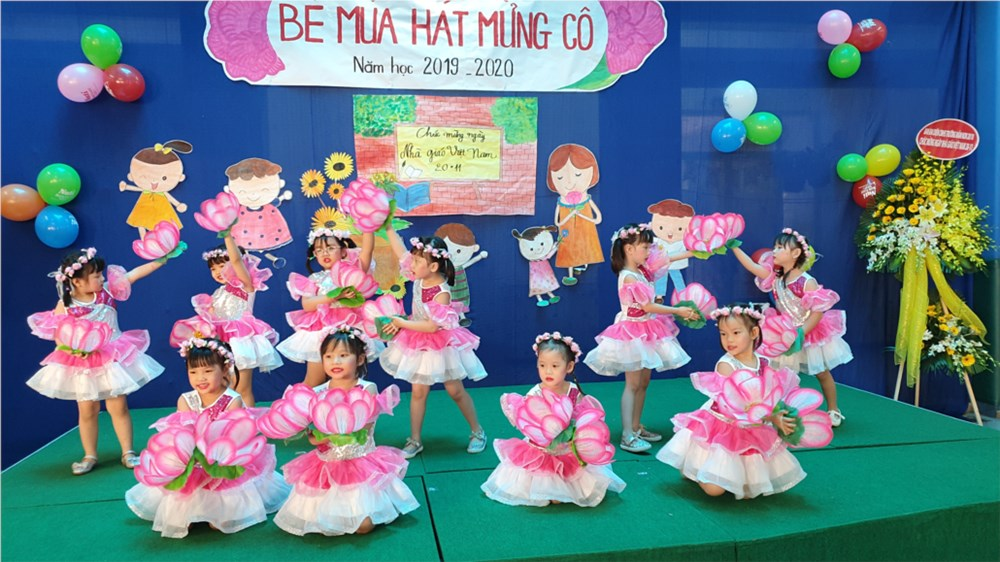 BÉ MÚA HÁT MỪNG CÔ
Năm học 2019 - 2020
Chúc mừng ngày
Nhà giáo Việt Nam
20-11